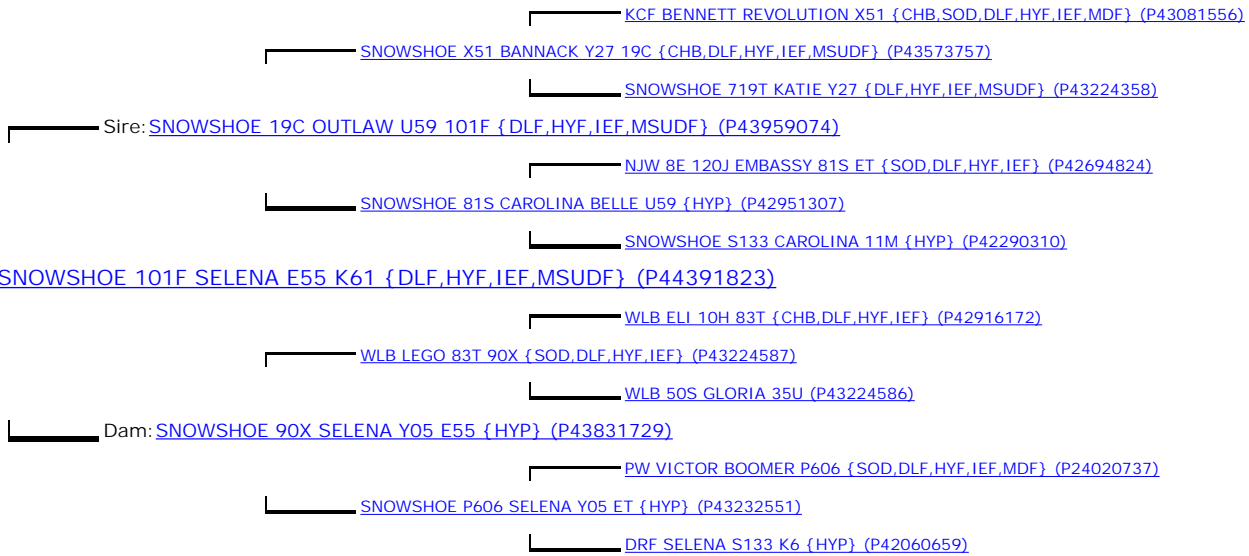 KCF BENNETT REVOLUTION X51 {CHB,SOD,DLF,HYF,IEF,MDF} (P43081556)
SNOWSHOE X51 BANNACK Y27 19C {CHB,DLF,HYF,IEF,MSUDF} (P43573757)
SNOWSHOE 719T KATIE Y27 {DLF,HYF,IEF,MSUDF} (P43224358)
Sire: SNOWSHOE 19C OUTLAW U59 101F {DLF,HYF,IEF,MSUDF} (P43959074)
NJW 8E 120J EMBASSY 81S ET {SOD,DLF,HYF,IEF} (P42694824)
SNOWSHOE 81S CAROLINA BELLE U59 {HYP} (P42951307)
SNOWSHOE S133 CAROLINA 11M {HYP} (P42290310)
SNOWSHOE 101F SELENA E55 K61 {DLF,HYF,IEF,MSUDF} (P44391823)
WLB ELI 10H 83T {CHB,DLF,HYF,IEF} (P42916172)
WLB LEGO 83T 90X {SOD,DLF,HYF,IEF} (P43224587)
WLB 50S GLORIA 35U (P43224586)
Dam: SNOWSHOE 90X SELENA Y05 E55 {HYP} (P43831729)
PW VICTOR BOOMER P606 {SOD,DLF,HYF,IEF,MDF} (P24020737)
SNOWSHOE P606 SELENA Y05 ET {HYP} (P43232551)
DRF SELENA S133 K6 {HYP} (P42060659)